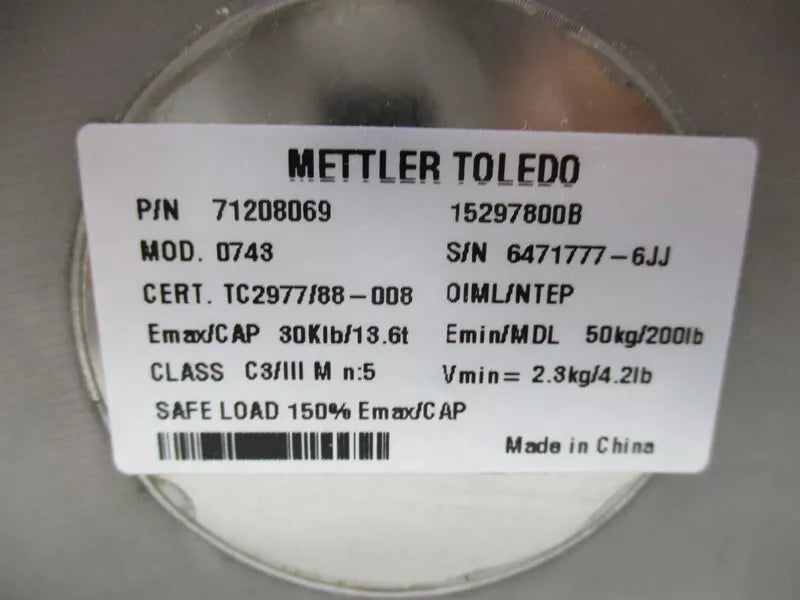 METTLER TOLEDO
P/N 71208069 15297800B
MOD. 0743 S/N 6471777-6JJ
CERT. TC2977/88-008 OIML/NTEP
Emax/CAP 30Klb/13.6t Emin/MDL 50kg/200lb
CLASS C3/III M n:5 Vmin= 2.3kg/4.2lb
SAFE LOAD 150% Emax/CAP
Made in China